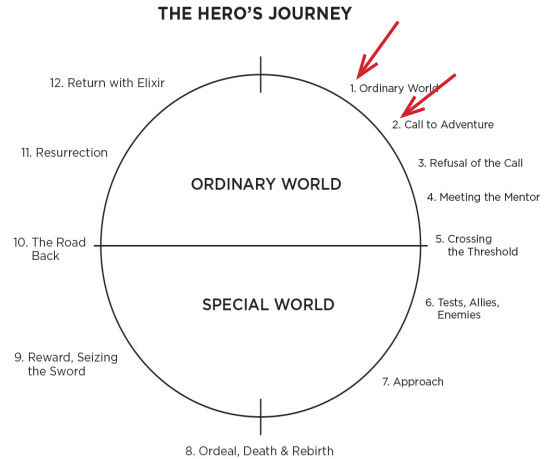 THE HERO'S JOURNEY
1. Ordinary World
2. Call to Adventure
3. Refusal of the Call
4. Meeting the Mentor
5. Crossing
the Threshold
6. Tests, Allies,
Enemies
7. Approach
8. Ordeal, Death & Rebirth
9. Reward, Seizing
the Sword
10. The Road
Back
11. Resurrection
12. Return with Elixir
ORDINARY WORLD
SPECIAL WORLD